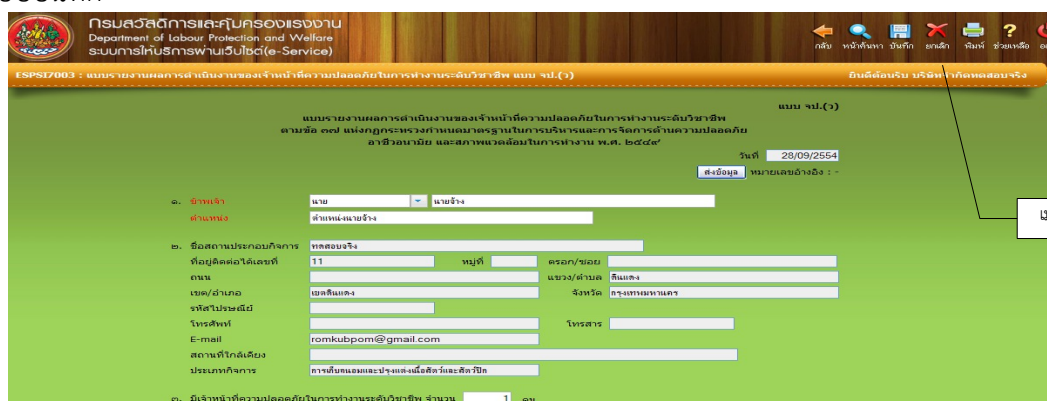 กรมสวัสดิการและคุ้มครองแรงงาน
Department of Labour Protection and Welfare
ระบบการให้บริการผ่านเว็บไซต์(e-Service)
กลับ หน้าค้นหา บันทึก ยกเลิก พิมพ์ ช่วยเหลือ
ESPSI7003 : แบบรายงานผลการดำเนินงานของเจ้าหน้าที่ความปลอดภัยในการทำงานระดับวิชาชีพ แบบ จป.(ว) ยินดีต้อนรับ บริษัทจำกัดทดสอบจริง
แบบ จป.(ว)
แบบรายงานผลการดำเนินงานของเจ้าหน้าที่ความปลอดภัยในการทำงานระดับวิชาชีพ
ตามข้อ ๓๗ แห่งกฎกระทรวงกำหนดมาตรฐานในการบริหารและการจัดการด้านความปลอดภัย
อาชีวอนามัย และสภาพแวดล้อมในการทำงาน พ.ศ. ๒๕๔๙
วันที่ 28/09/2554
ส่งข้อมูล หมายเลขอ้างอิง : -
๑. ข้าพเจ้า นาย นายจ้าง
ตำแหน่ง ตำแหน่งนายจ้าง
๒. ชื่อสถานประกอบกิจการ ทดสอบจริง
ที่อยู่ติดต่อได้เลขที่ 11 หมู่ที่ ตรอก/ซอย
ถนน แขวง/ตำบล ดินแดง
เขต/อำเภอ เขตดินแดง จังหวัด กรุงเทพมหานคร
รหัสไปรษณีย์
โทรศัพท์ โทรสาร
E-mail romkubpom@gmail.com
สถานที่ใกล้เคียง
ประเภทกิจการ การเก็บถนอมและปรุงแต่งเนื้อสัตว์และสัตว์ปีก
๓. มีเจ้าหน้าที่ความปลอดภัยในการทำงานระดับวิชาชีพ จำนวน 1 คน